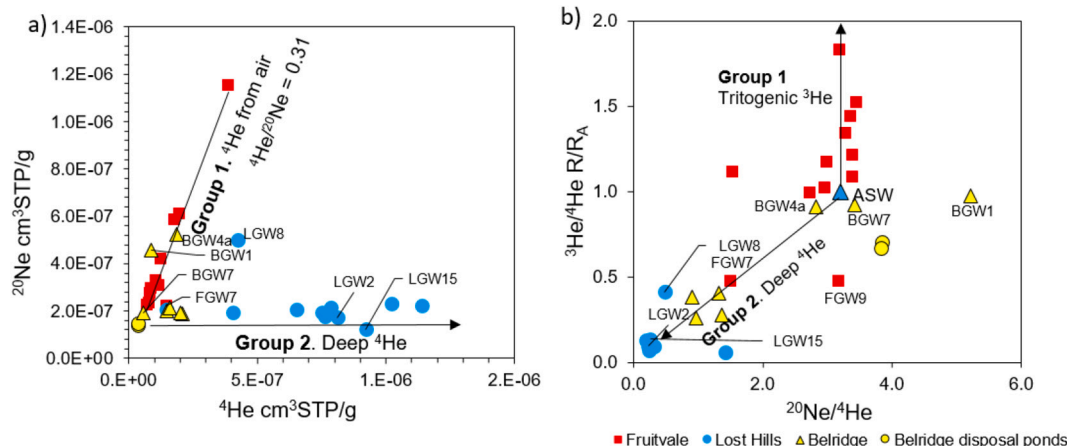 a)
1.4E-06
1.2E-06
1.0E-06
8.0E-07
6.0E-07
4.0E-07
2.0E-07
0.0E+00
²⁰Ne cm³STP/g
Group 1. ⁴He from air
⁴He/²⁰Ne = 0.31
BGW4a
LGW8
BGW1
BGW7
FGW7
LGW2
LGW15
Group 2. Deep ⁴He
0.E+00
5.E-07
1.E-06
2.E-06
⁴He cm³STP/g
b)
2.0
1.5
1.0
0.5
0.0
³He/⁴He R/Rᴀ
Group 1
Tritogenic ³He
ASW
BGW4a
BGW7
BGW1
LGW8
FGW7
FGW9
LGW2
LGW15
Group 2. Deep ⁴He
0.0
2.0
4.0
6.0
²⁰Ne/⁴He
Fruitvale
Lost Hills
Belridge
Belridge disposal ponds